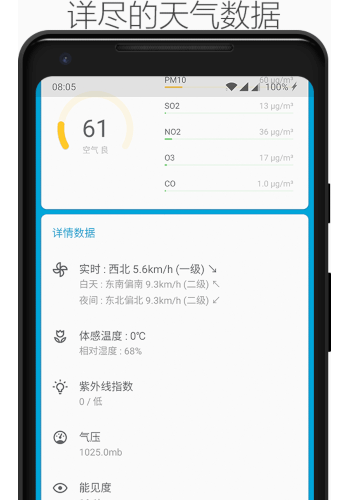 详尽的天气数据
08:05
100%
PM10 60 μg/m³
SO2 13 μg/m³
61
空气 良
NO2 36 μg/m³
O3 17 μg/m³
CO 1.0 μg/m³
详情数据
实时 : 西北 5.6km/h (一级) ↘
白天 : 东南偏南 9.3km/h (二级) ↖
夜间 : 东北偏北 9.3km/h (二级) ↙
体感温度 : 0℃
相对湿度 : 68%
紫外线指数
0 / 低
气压
1025.0mb
能见度